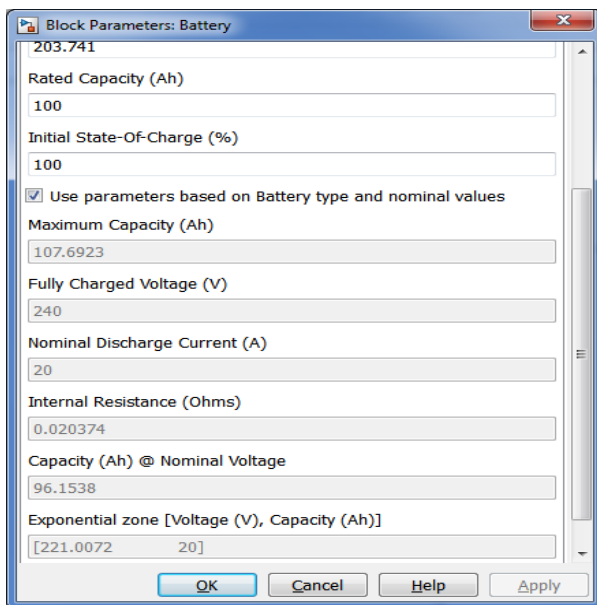 Block Parameters: Battery
203.741
Rated Capacity (Ah)
100
Initial State-Of-Charge (%)
100
Use parameters based on Battery type and nominal values
Maximum Capacity (Ah)
107.6923
Fully Charged Voltage (V)
240
Nominal Discharge Current (A)
20
Internal Resistance (Ohms)
0.020374
Capacity (Ah) @ Nominal Voltage
96.1538
Exponential zone [Voltage (V), Capacity (Ah)]
[221.0072 20]
OK Cancel Help Apply